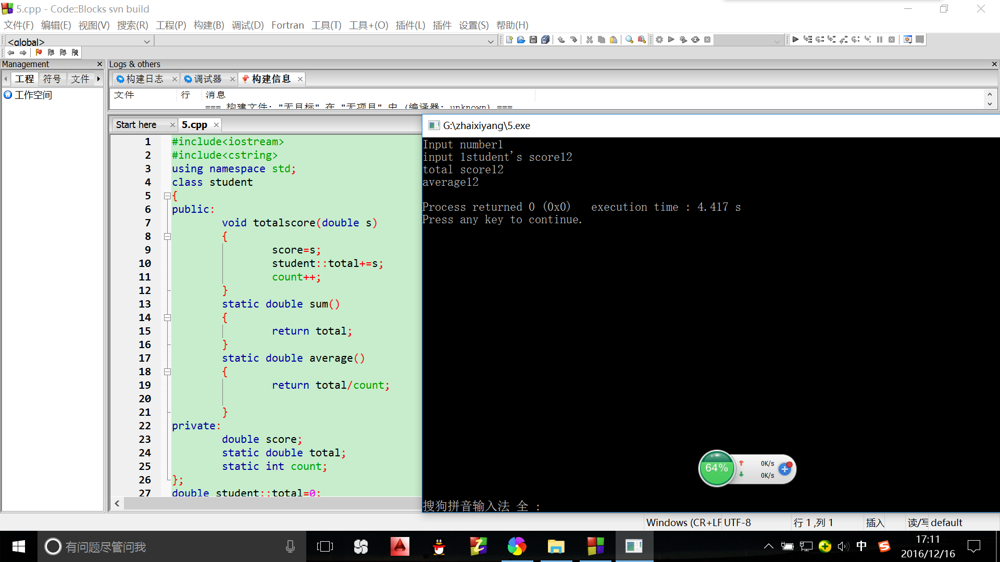 5.cpp - Code::Blocks svn build
文件(F) 编辑(E) 视图(V) 搜索(R) 工程(P) 构建(B) 调试(D) Fortran 工具(T) 工具+(O) 插件(L) 插件 设置(S) 帮助(H)
<global>
Management
Logs & others
工程 符号 文件
构建日志 调试器 构建信息
工作空间
文件 行 消息
=== 构建文件: "无目标" 在 "无项目" 中 (编译器: unknown) ===
Start here 5.cpp
1 #include<iostream>
2 #include<cstring>
3 using namespace std;
4 class student
5 {
6 public:
7 void totalscore(double s)
8 {
9 score=s;
10 student::total+=s;
11 count++;
12 }
13 static double sum()
14 {
15 return total;
16 }
17 static double average()
18 {
19 return total/count;
20
21 }
22 private:
23 double score;
24 static double total;
25 static int count;
26 };
27 double student::total=0;
G:\zhaixiyang\5.exe
Input number1
input 1student's score12
total score12
average12
Process returned 0 (0x0) execution time : 4.417 s
Press any key to continue.
64%
0K/s
0K/s
搜狗拼音输入法 全 :
Windows (CR+LF UTF-8 行 1 ,列 1 插入 读/写 default
有问题尽管问我
中
17:11
2016/12/16